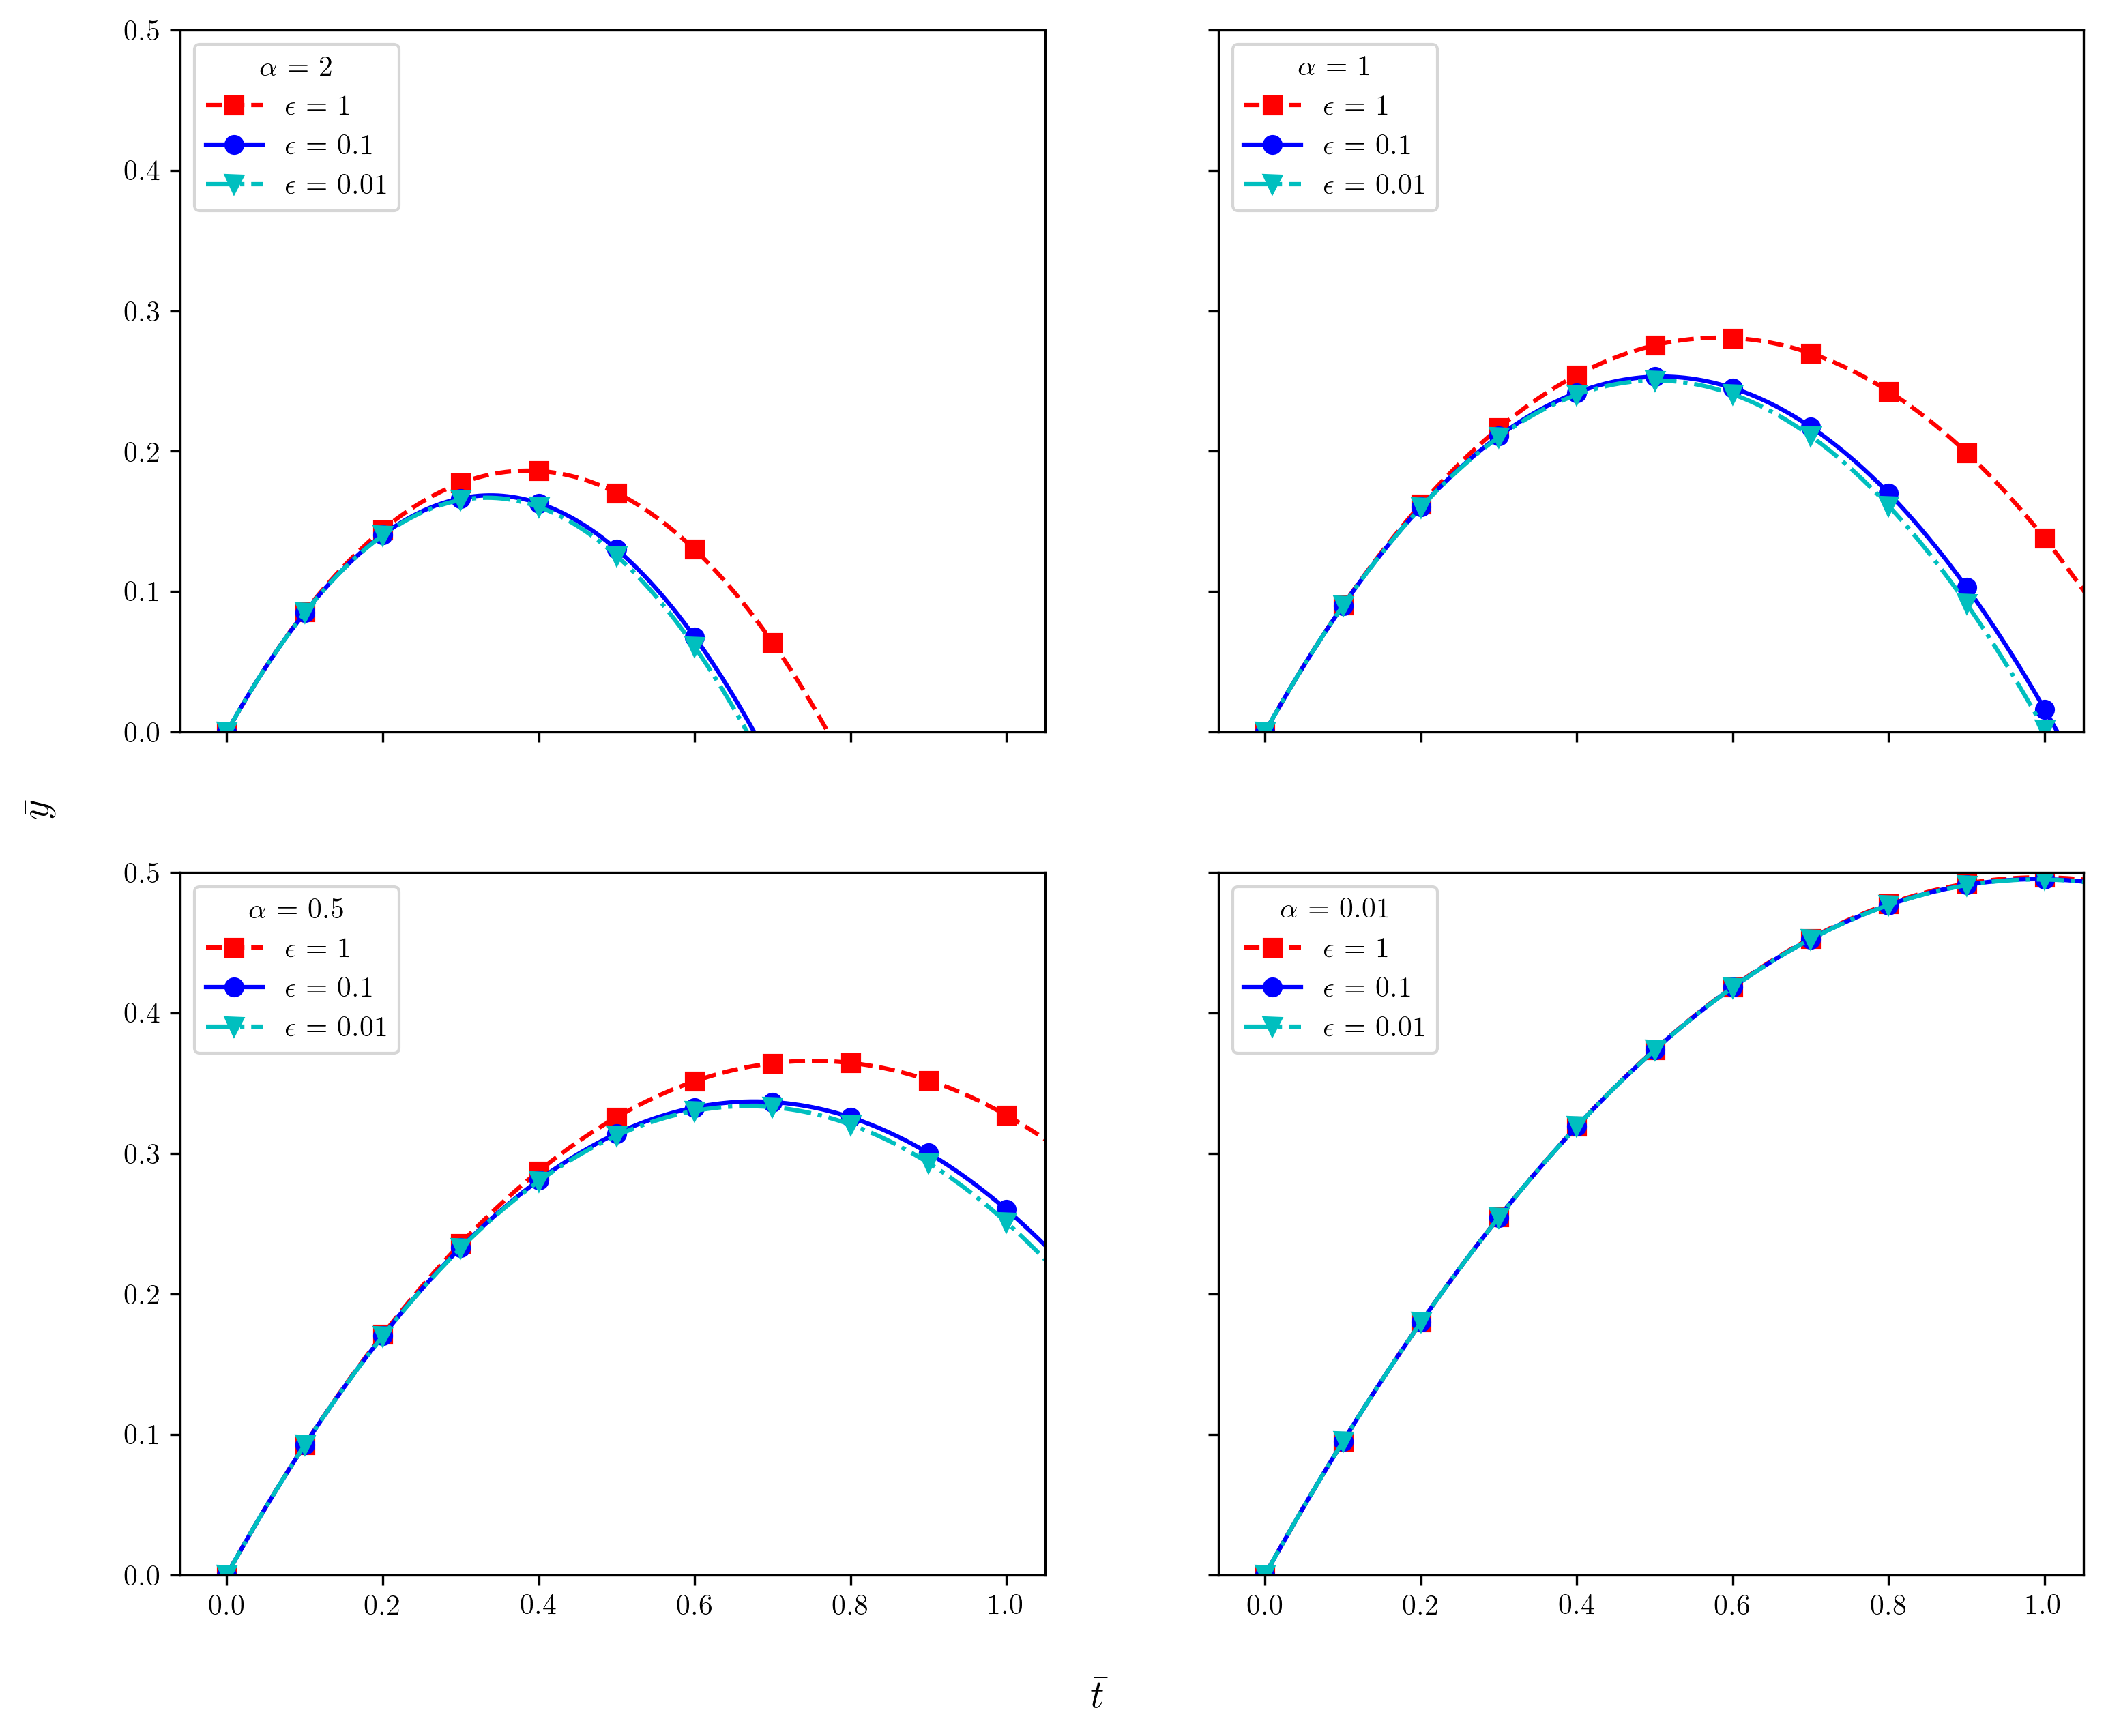 α = 2
ϵ = 1
ϵ = 0.1
ϵ = 0.01
0.5
0.4
0.3
0.2
0.1
0.0
α = 1
ϵ = 1
ϵ = 0.1
ϵ = 0.01
ȳ
α = 0.5
ϵ = 1
ϵ = 0.1
ϵ = 0.01
0.5
0.4
0.3
0.2
0.1
0.0
0.0 0.2 0.4 0.6 0.8 1.0
α = 0.01
ϵ = 1
ϵ = 0.1
ϵ = 0.01
0.0 0.2 0.4 0.6 0.8 1.0
t̄